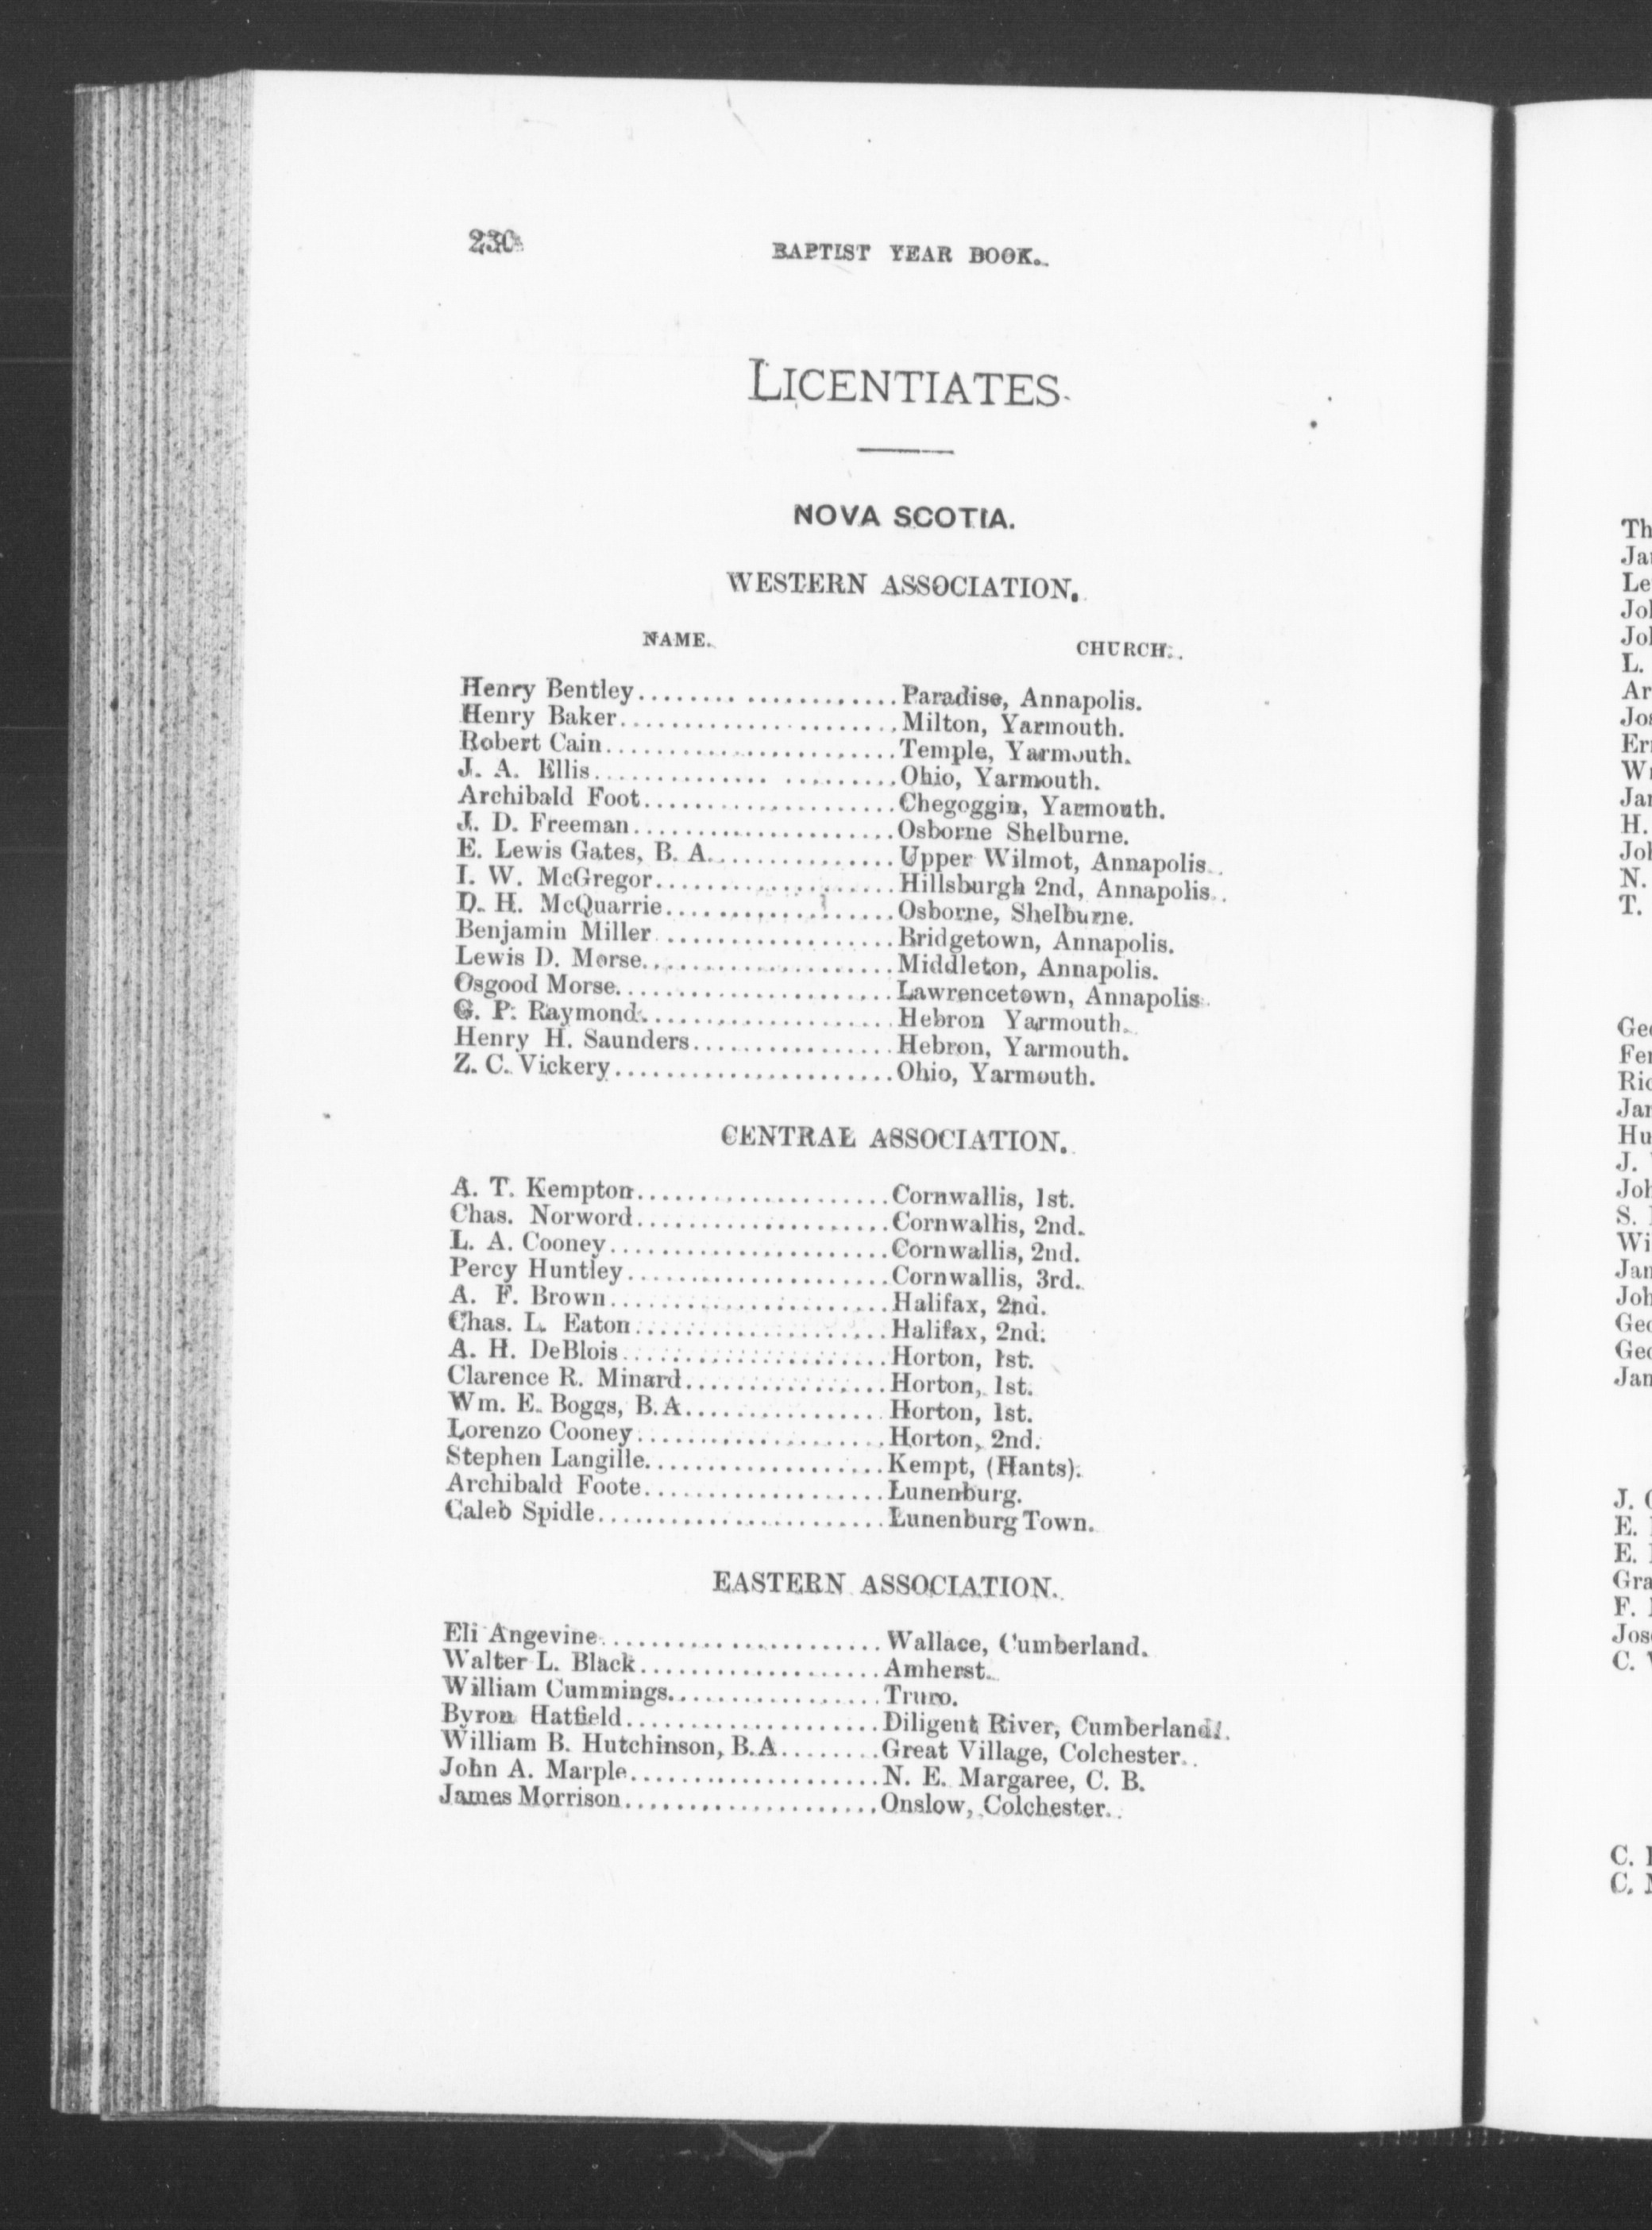 230
BAPTIST YEAR BOOK.
LICENTIATES.
NOVA SCOTIA.
WESTERN ASSOCIATION.
NAME. CHURCH.
Henry Bentley........ ....................Paradise, Annapolis.
Henry Baker............................Milton, Yarmouth.
Robert Cain.............................Temple, Yarmouth.
J. A. Ellis............... ..........Ohio, Yarmouth.
Archibald Foot..........................Chegoggin, Yarmouth.
J. D. Freeman...........................Osborne Shelburne.
E. Lewis Gates, B. A....................Upper Wilmot, Annapolis.
I. W. McGregor.........................Hillsburgh 2nd, Annapolis.
D. H. McQuarrie........................Osborne, Shelburne.
Benjamin Miller ........................Bridgetown, Annapolis.
Lewis D. Morse..........................Middleton, Annapolis.
Osgood Morse............................Lawrencetown, Annapolis.
G. P. Raymond..........................Hebron Yarmouth.
Henry H. Saunders.....................Hebron, Yarmouth.
Z. C. Vickery............................Ohio, Yarmouth.
CENTRAL ASSOCIATION.
A. T. Kempton..........................Cornwallis, 1st.
Chas. Norword..........................Cornwallis, 2nd.
L. A. Cooney............................Cornwallis, 2nd.
Percy Huntley...........................Cornwallis, 3rd.
A. F. Brown............................Halifax, 2nd.
Chas. L. Eaton..........................Halifax, 2nd.
A. H. DeBlois...........................Horton, 1st.
Clarence R. Minard.....................Horton, 1st.
Wm. E. Boggs, B.A.....................Horton, 1st.
Lorenzo Cooney.........................Horton, 2nd.
Stephen Langille........................Kempt, (Hants).
Archibald Foote.........................Lunenburg.
Caleb Spidle..............................Lunenburg Town.
EASTERN ASSOCIATION.
Eli Angevine............................Wallace, Cumberland.
Walter L. Black.........................Amherst.
William Cummings......................Truro.
Byron Hatfield..........................Diligent River, Cumberland.
William B. Hutchinson, B.A........Great Village, Colchester.
John A. Marple.........................N. E. Margaree, C. B.
James Morrison.........................Onslow, Colchester.